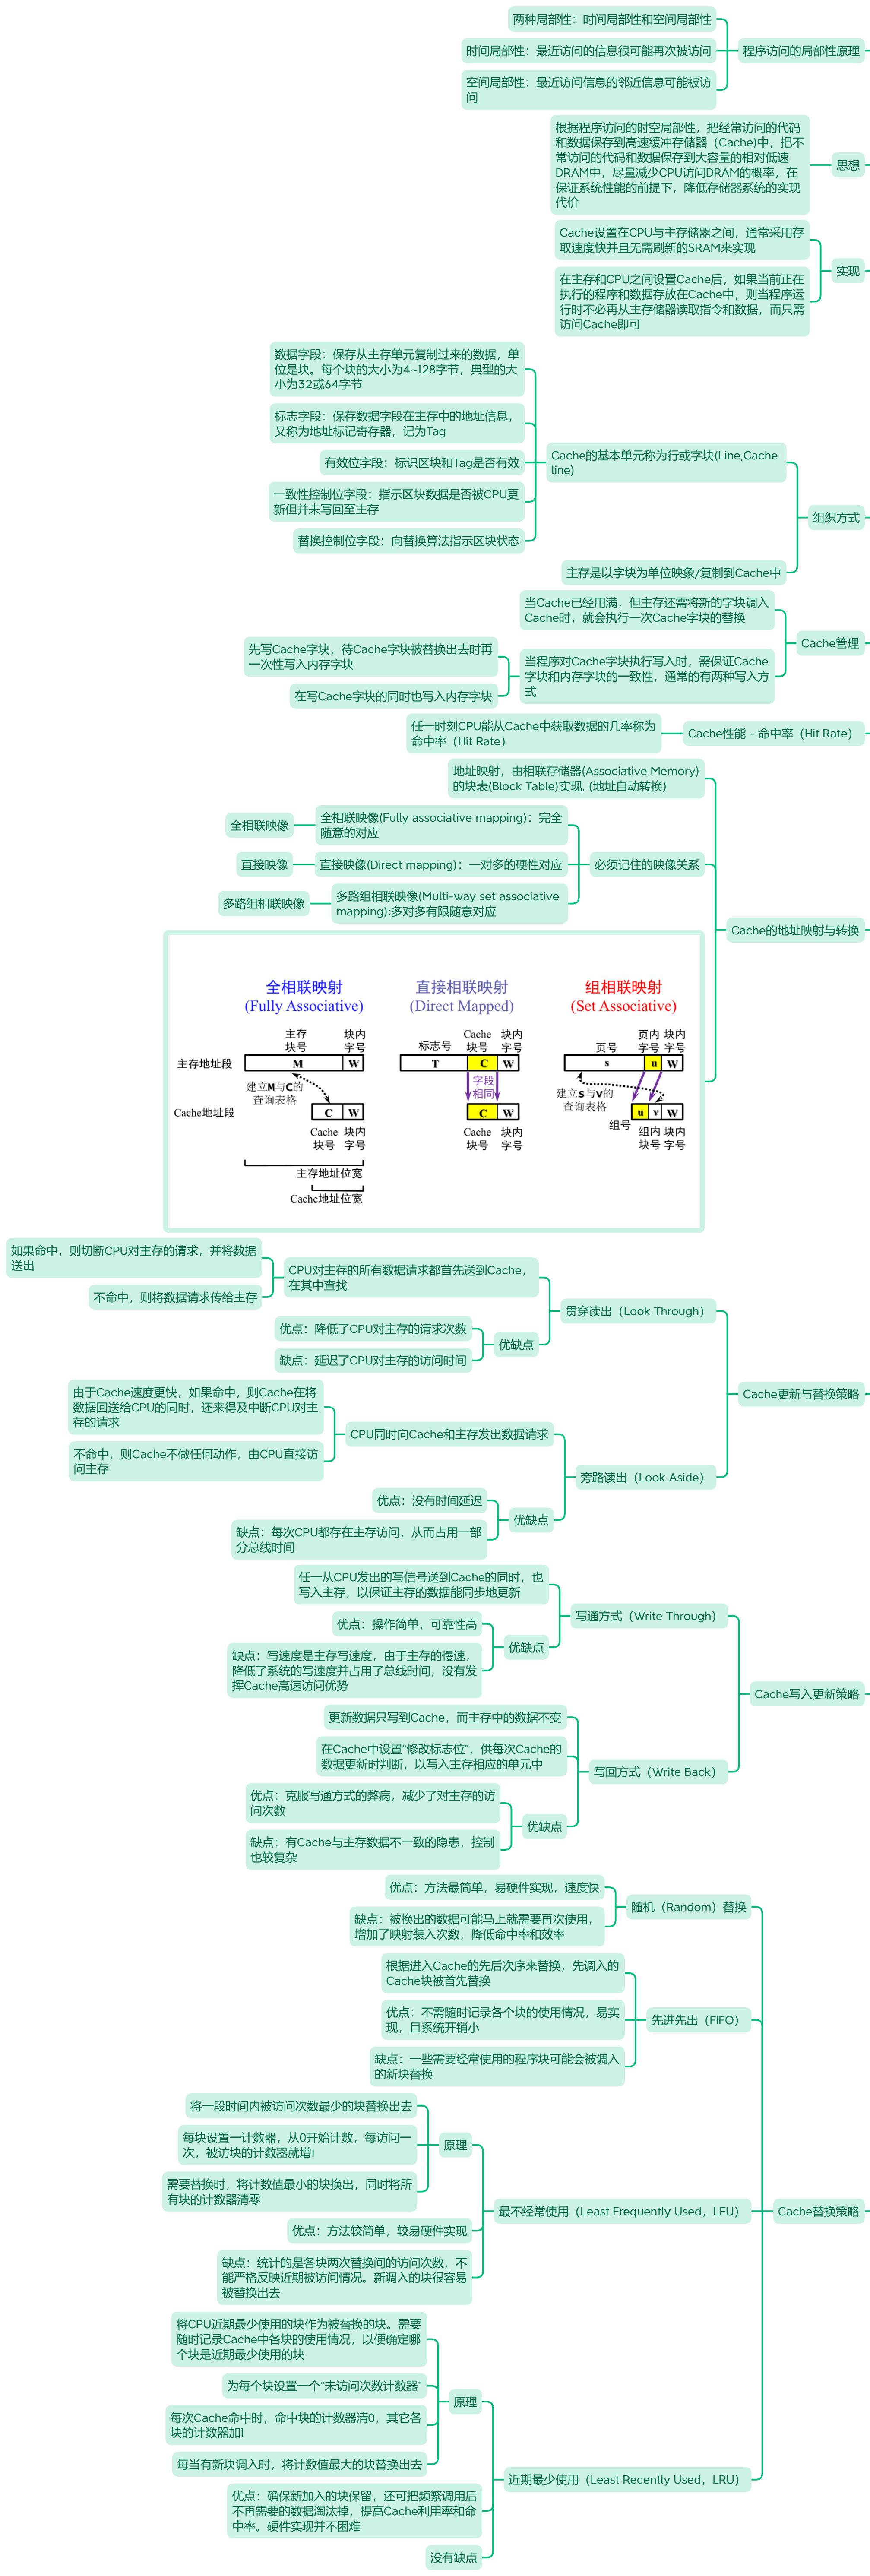 两种局部性：时间局部性和空间局部性
时间局部性：最近访问的信息很可能再次被访问
程序访问的局部性原理
空间局部性：最近访问信息的邻近信息可能被访
问
根据程序访问的时空局部性，把经常访问的代码
和数据保存到高速缓冲存储器（Cache)中，把不
常访问的代码和数据保存到大容量的相对低速
DRAM中，尽量减少CPU访问DRAM的概率，在
保证系统性能的前提下，降低存储器系统的实现
代价
思想
Cache设置在CPU与主存储器之间，通常采用存
取速度快并且无需刷新的SRAM来实现
实现
在主存和CPU之间设置Cache后，如果当前正在
执行的程序和数据存放在Cache中，则当程序运
行时不必再从主存储器读取指令和数据，而只需
访问Cache即可
数据字段：保存从主存单元复制过来的数据，单
位是块。每个块的大小为4~128字节，典型的大
小为32或64字节
标志字段：保存数据字段在主存中的地址信息，
又称为地址标记寄存器，记为Tag
有效位字段：标识区块和Tag是否有效
Cache的基本单元称为行或字块(Line,Cache
line)
一致性控制位字段：指示区块数据是否被CPU更
新但并未写回至主存
替换控制位字段：向替换算法指示区块状态
组织方式
主存是以字块为单位映象/复制到Cache中
当Cache已经用满，但主存还需将新的字块调入
Cache时，就会执行一次Cache字块的替换
Cache管理
先写Cache字块，待Cache字块被替换出去时再
一次性写入内存字块
当程序对Cache字块执行写入时，需保证Cache
字块和内存字块的一致性，通常的有两种写入方
式
在写Cache字块的同时也写入内存字块
任一时刻CPU能从Cache中获取数据的几率称为
命中率（Hit Rate）
Cache性能 - 命中率（Hit Rate）
地址映射，由相联存储器(Associative Memory)
的块表(Block Table)实现, (地址自动转换)
全相联映像
全相联映像(Fully associative mapping)：完全
随意的对应
直接映像
直接映像(Direct mapping)：一对多的硬性对应
必须记住的映像关系
多路组相联映像
多路组相联映像(Multi-way set associative
mapping):多对多有限随意对应
Cache的地址映射与转换
全相联映射
(Fully Associative)
直接相联映射
(Direct Mapped)
组相联映射
(Set Associative)
主存
块号
块内
字号
标志号
Cache
块号
块内
字号
页号
页内
字号
块内
字号
主存地址段
M
W
T
C
W
s
u
W
建立M与C的
查询表格
字段
相同
建立s与v的
查询表格
Cache地址段
C
W
C
W
u
v
W
Cache
块号
块内
字号
Cache
块号
块内
字号
组号
组内
块号
块内
字号
主存地址位宽
Cache地址位宽
如果命中，则切断CPU对主存的请求，并将数据
送出
CPU对主存的所有数据请求都首先送到Cache，
在其中查找
不命中，则将数据请求传给主存
贯穿读出（Look Through）
优点：降低了CPU对主存的请求次数
优缺点
缺点：延迟了CPU对主存的访问时间
Cache更新与替换策略
由于Cache速度更快，如果命中，则Cache在将
数据回送给CPU的同时，还来得及中断CPU对主
存的请求
CPU同时向Cache和主存发出数据请求
不命中，则Cache不做任何动作，由CPU直接访
问主存
旁路读出（Look Aside）
优点：没有时间延迟
优缺点
缺点：每次CPU都存在主存访问，从而占用一部
分总线时间
任一从CPU发出的写信号送到Cache的同时，也
写入主存，以保证主存的数据能同步地更新
写通方式（Write Through）
优点：操作简单，可靠性高
优缺点
缺点：写速度是主存写速度，由于主存的慢速，
降低了系统的写速度并占用了总线时间，没有发
挥Cache高速访问优势
Cache写入更新策略
更新数据只写到Cache，而主存中的数据不变
在Cache中设置“修改标志位”，供每次Cache的
数据更新时判断，以写入主存相应的单元中
写回方式（Write Back）
优点：克服写通方式的弊病，减少了对主存的访
问次数
优缺点
缺点：有Cache与主存数据不一致的隐患，控制
也较复杂
优点：方法最简单，易硬件实现，速度快
随机（Random）替换
缺点：被换出的数据可能马上就需要再次使用，
增加了映射装入次数，降低命中率和效率
根据进入Cache的先后次序来替换，先调入的
Cache块被首先替换
优点：不需随时记录各个块的使用情况，易实
现，且系统开销小
先进先出（FIFO）
缺点：一些需要经常使用的程序块可能会被调入
的新块替换
将一段时间内被访问次数最少的块替换出去
每块设置一计数器，从0开始计数，每访问一
次，被访块的计数器就增1
原理
需要替换时，将计数值最小的块换出，同时将所
有块的计数器清零
最不经常使用（Least Frequently Used，LFU）
Cache替换策略
优点：方法较简单，较易硬件实现
缺点：统计的是各块两次替换间的访问次数，不
能严格反映近期被访问情况。新调入的块很容易
被替换出去
将CPU近期最少使用的块作为被替换的块。需要
随时记录Cache中各块的使用情况，以便确定哪
个块是近期最少使用的块
为每个块设置一个“未访问次数计数器”
原理
每次Cache命中时，命中块的计数器清0，其它各
块的计数器加1
每当有新块调入时，将计数值最大的块替换出去
近期最少使用（Least Recently Used，LRU）
优点：确保新加入的块保留，还可把频繁调用后
不再需要的数据淘汰掉，提高Cache利用率和命
中率。硬件实现并不困难
没有缺点